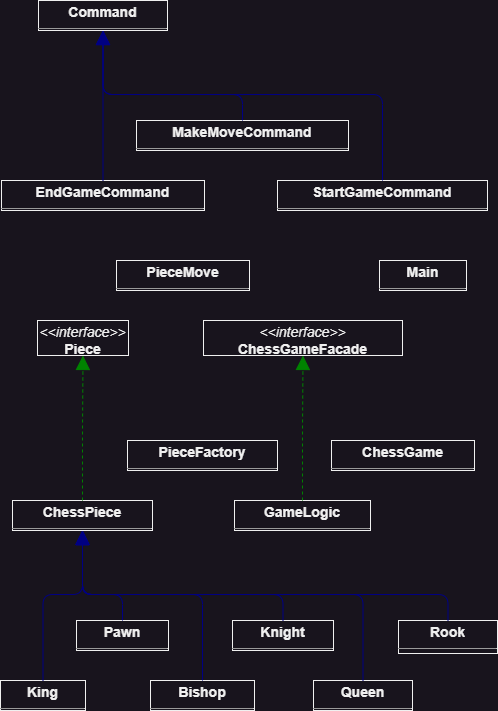 Command
MakeMoveCommand
EndGameCommand
StartGameCommand
PieceMove
Main
<<interface>>
Piece
<<interface>>
ChessGameFacade
PieceFactory
ChessGame
ChessPiece
GameLogic
Pawn
Knight
Rook
King
Bishop
Queen